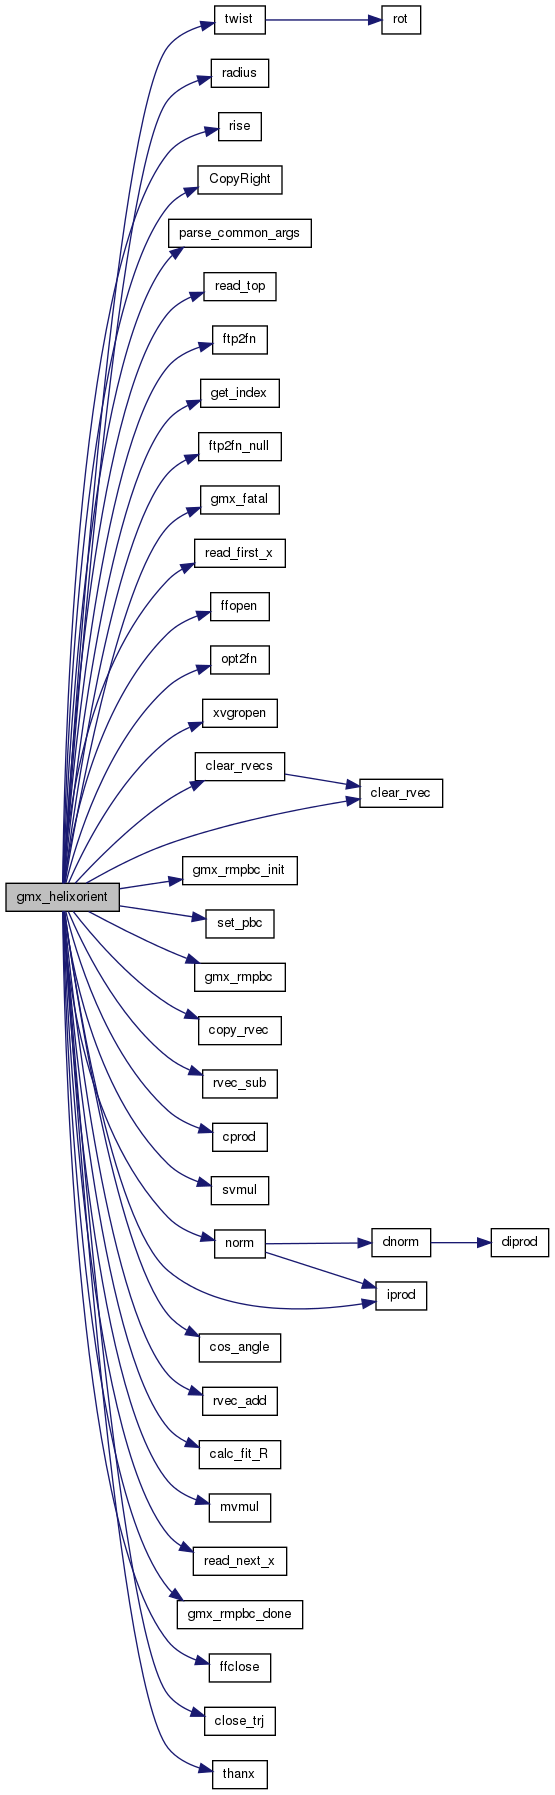 twist
rot
radius
rise
CopyRight
parse_common_args
read_top
ftp2fn
get_index
ftp2fn_null
gmx_fatal
read_first_x
ffopen
opt2fn
xvgropen
clear_rvecs
clear_rvec
gmx_rmpbc_init
gmx_helixorient
set_pbc
gmx_rmpbc
copy_rvec
rvec_sub
cprod
svmul
norm
dnorm
diprod
iprod
cos_angle
rvec_add
calc_fit_R
mvmul
read_next_x
gmx_rmpbc_done
ffclose
close_trj
thanx